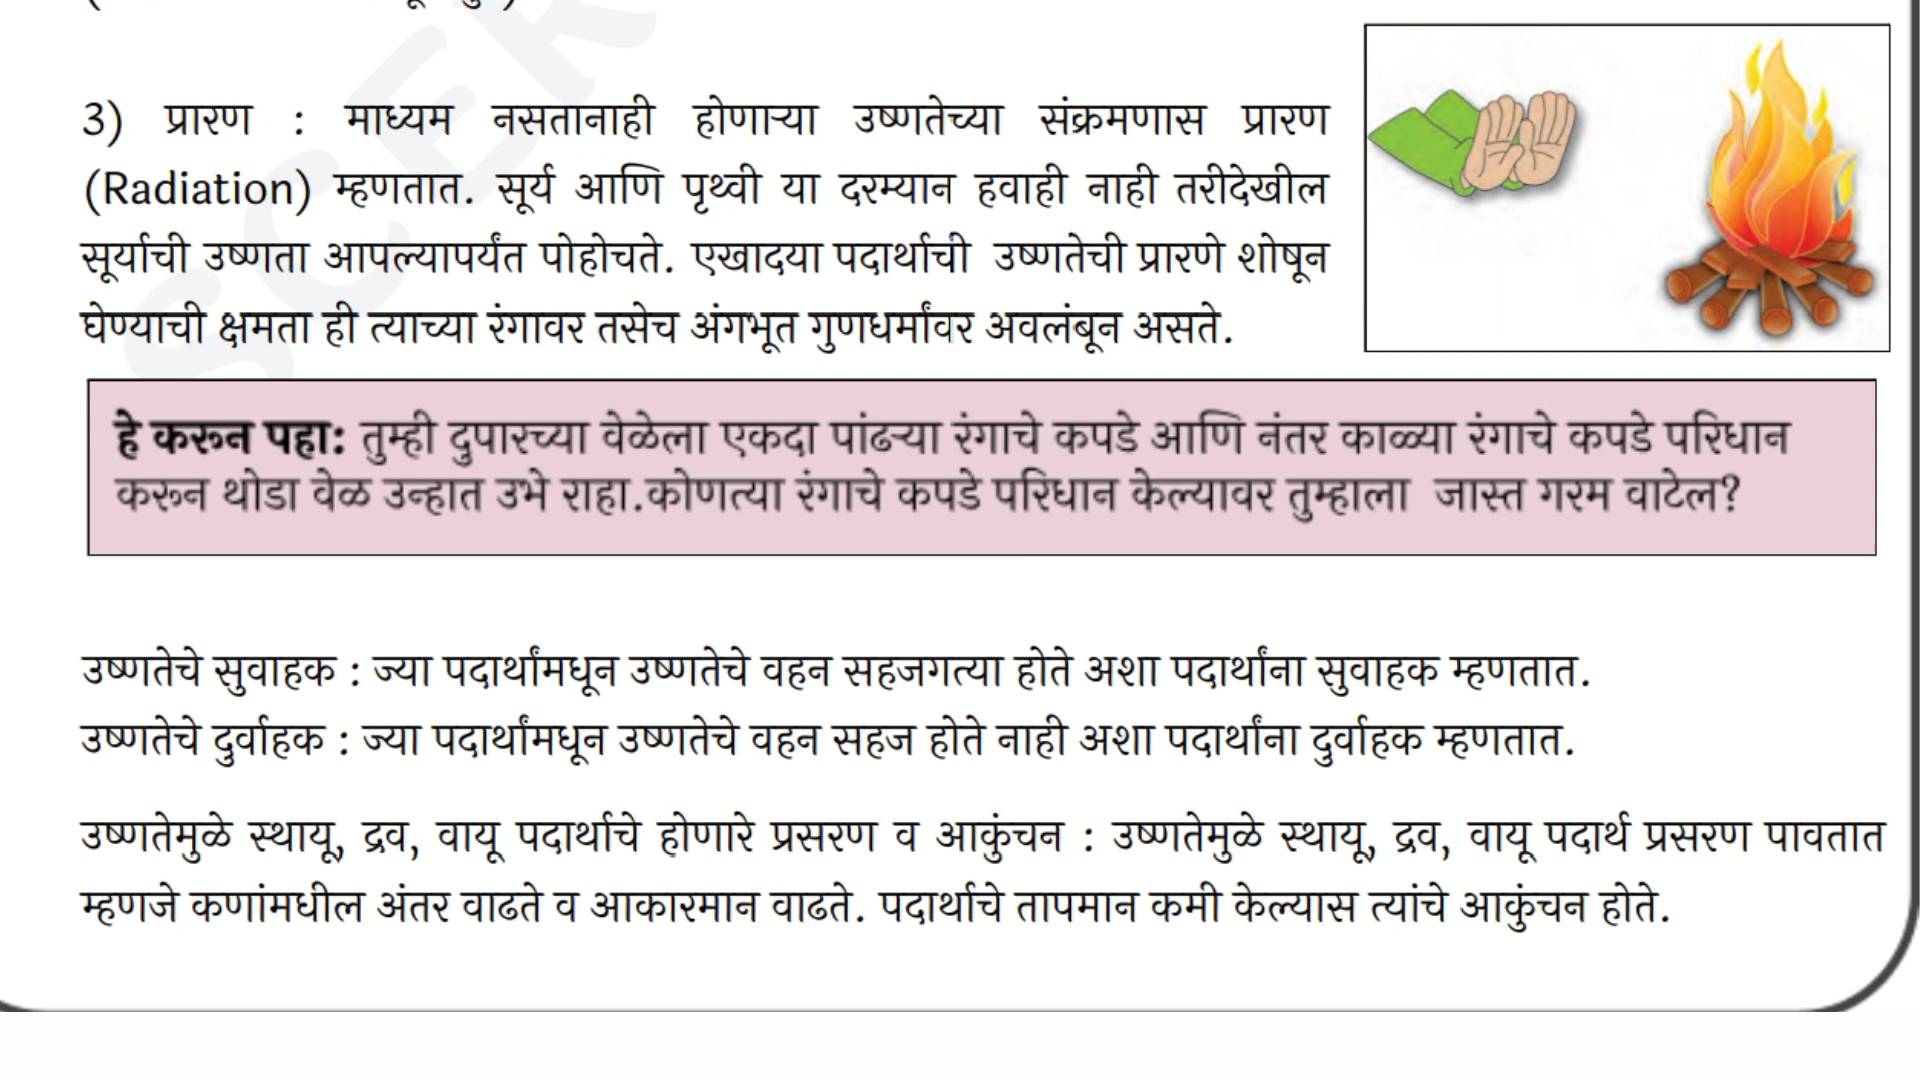 3) प्रारण : माध्यम नसतानाही होणाऱ्या उष्णतेच्या संक्रमणास प्रारण
(Radiation) म्हणतात. सूर्य आणि पृथ्वी या दरम्यान हवाही नाही तरीदेखील
सूर्याची उष्णता आपल्यापर्यंत पोहोचते. एखादया पदार्थाची उष्णतेची प्रारणे शोषून
घेण्याची क्षमता ही त्याच्या रंगावर तसेच अंगभूत गुणधर्मांवर अवलंबून असते.
हे करून पहा: तुम्ही दुपारच्या वेळेला एकदा पांढऱ्या रंगाचे कपडे आणि नंतर काळ्या रंगाचे कपडे परिधान
करून थोडा वेळ उन्हात उभे राहा.कोणत्या रंगाचे कपडे परिधान केल्यावर तुम्हाला जास्त गरम वाटेल?
उष्णतेचे सुवाहक : ज्या पदार्थांमधून उष्णतेचे वहन सहजगत्या होते अशा पदार्थांना सुवाहक म्हणतात.
उष्णतेचे दुर्वाहक : ज्या पदार्थांमधून उष्णतेचे वहन सहज होते नाही अशा पदार्थांना दुर्वाहक म्हणतात.
उष्णतेमुळे स्थायू, द्रव, वायू पदार्थाचे होणारे प्रसरण व आकुंचन : उष्णतेमुळे स्थायू, द्रव, वायू पदार्थ प्रसरण पावतात
म्हणजे कणांमधील अंतर वाढते व आकारमान वाढते. पदार्थाचे तापमान कमी केल्यास त्यांचे आकुंचन होते.